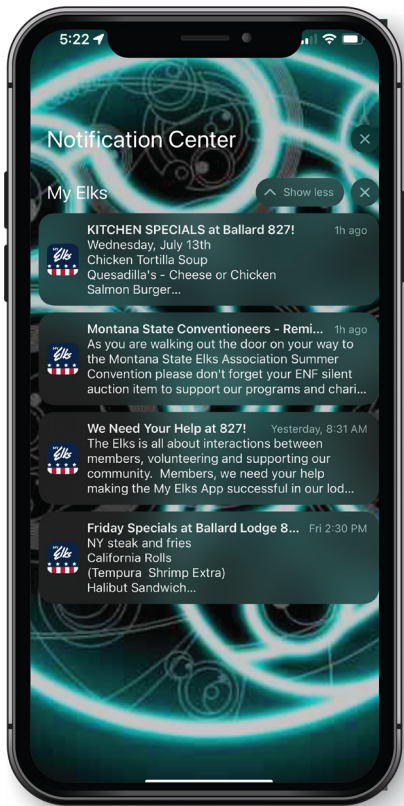 5:22
Notification Center
My Elks
Show less
KITCHEN SPECIALS at Ballard 827! 1h ago
Wednesday, July 13th
Chicken Tortilla Soup
Quesadilla's - Cheese or Chicken
Salmon Burger...
Montana State Conventioneers - Remi... 1h ago
As you are walking out the door on your way to
the Montana State Elks Association Summer
Convention please don't forget your ENF silent
auction item to support our programs and chari...
We Need Your Help at 827! Yesterday, 8:31 AM
The Elks is all about interactions between
members, volunteering and supporting our
community. Members, we need your help
making the My Elks App successful in our lod...
Friday Specials at Ballard Lodge 8... Fri 2:30 PM
NY steak and fries
California Rolls
(Tempura Shrimp Extra)
Halibut Sandwich...